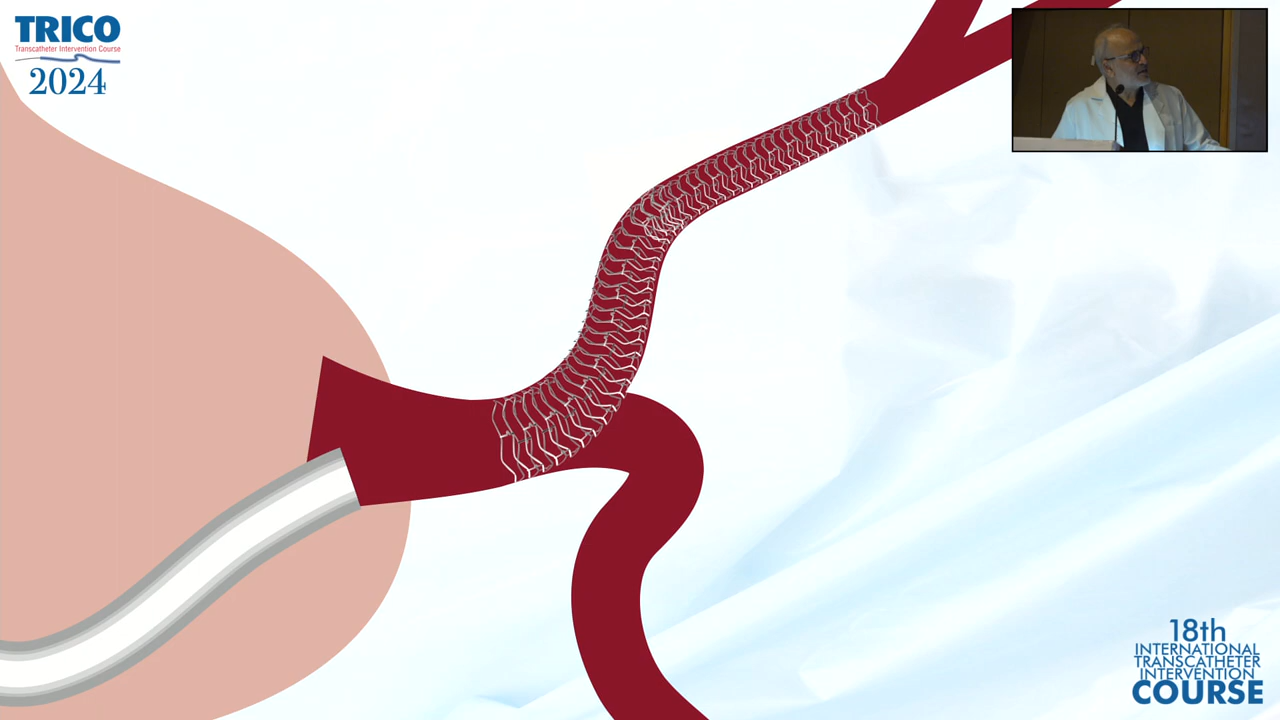 TRICO
Transcatheter Intervention Course
2024
18th
INTERNATIONAL
TRANSCATHETER
INTERVENTION
COURSE